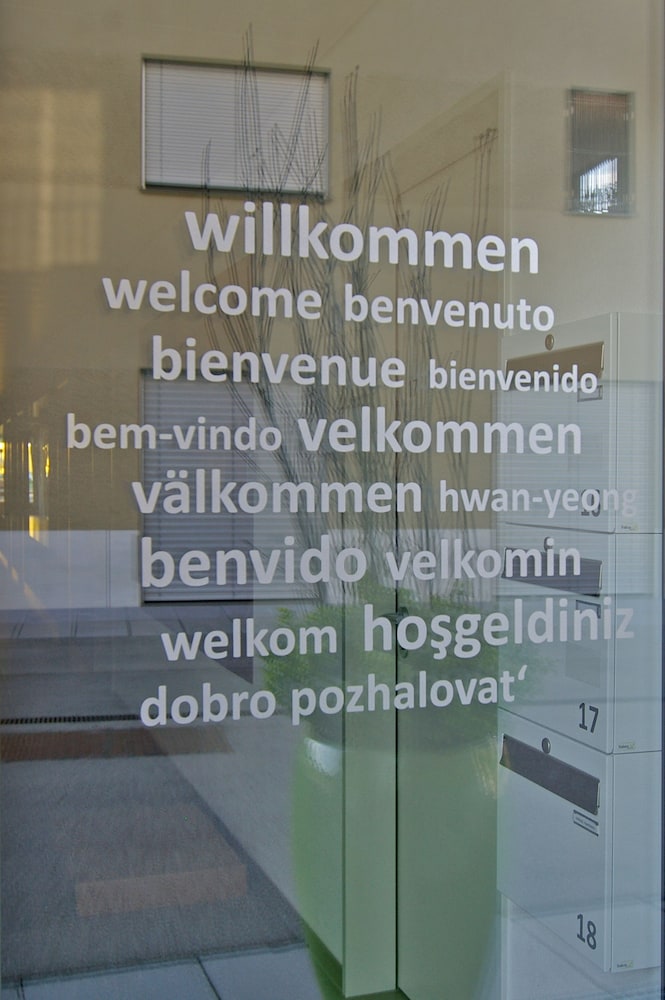 willkommen
welcome benvenuto
bienvenue bienvenido
bem-vindo velkommen
välkommen hwan-yeong
benvido velkomin
welkom hoşgeldiniz
dobro pozhalovat‘
17
18